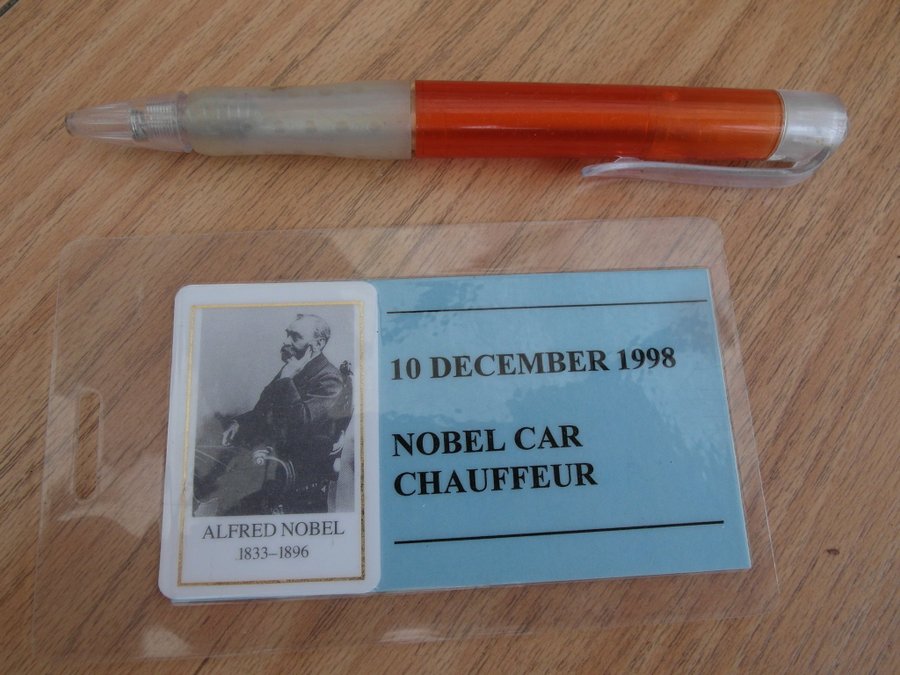 10 DECEMBER 1998
NOBEL CAR
CHAUFFEUR
ALFRED NOBEL
1833–1896